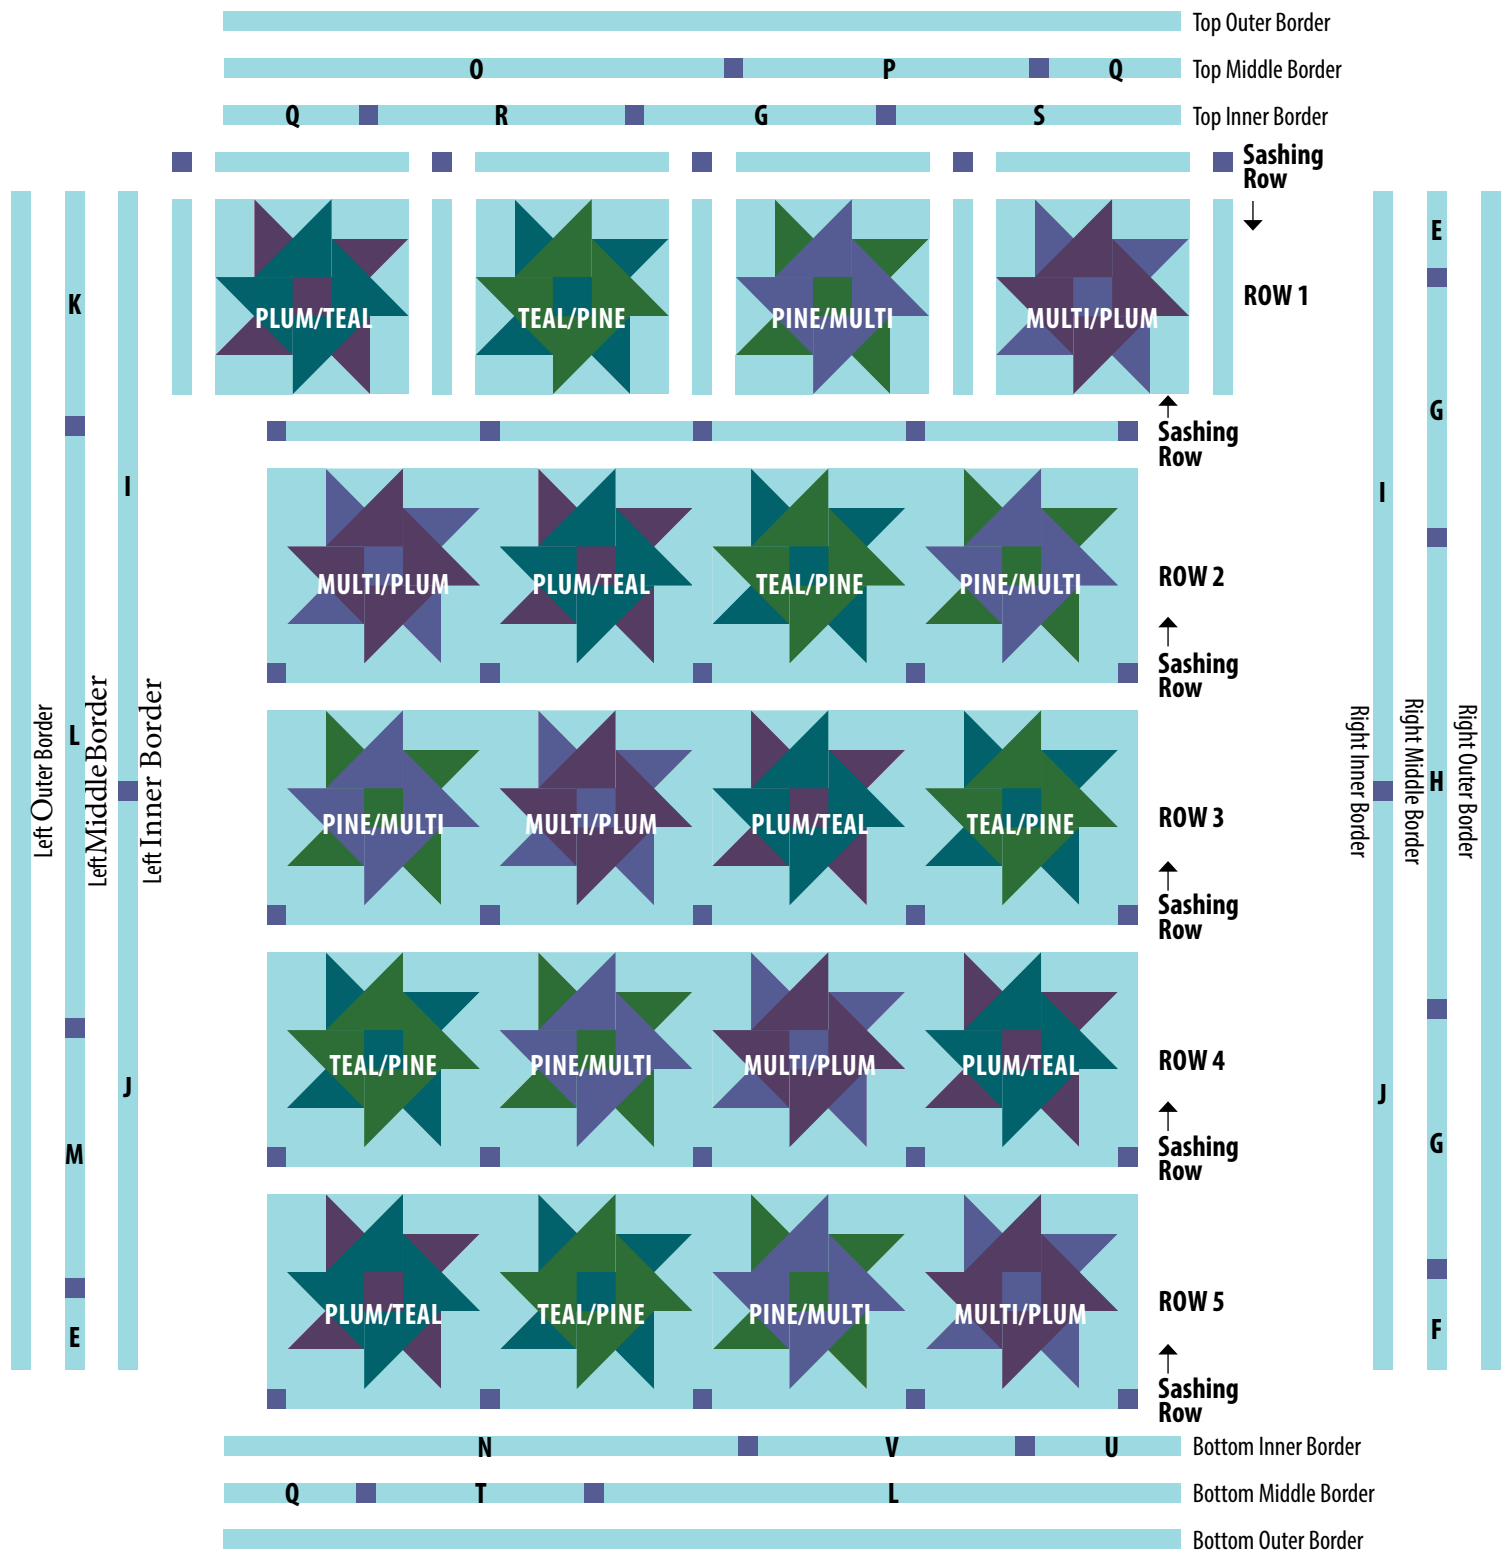 Top Outer Border
O P Q Top Middle Border
Q R G S Top Inner Border
Sashing
Row
K
PLUM/TEAL TEAL/PINE PINE/MULTI MULTI/PLUM
ROW 1
E
G
I
I
Sashing
Row
MULTI/PLUM PLUM/TEAL TEAL/PINE PINE/MULTI
ROW 2
Sashing
Row
Left Outer Border
L
Left Middle Border
Left Inner Border
PINE/MULTI MULTI/PLUM PLUM/TEAL TEAL/PINE
ROW 3
Right Inner Border
Right Middle Border
H
Right Outer Border
Sashing
Row
TEAL/PINE PINE/MULTI MULTI/PLUM PLUM/TEAL
ROW 4
J
J
M
G
Sashing
Row
PLUM/TEAL TEAL/PINE PINE/MULTI MULTI/PLUM
ROW 5
E
F
Sashing
Row
N V U Bottom Inner Border
Q T L Bottom Middle Border
Bottom Outer Border